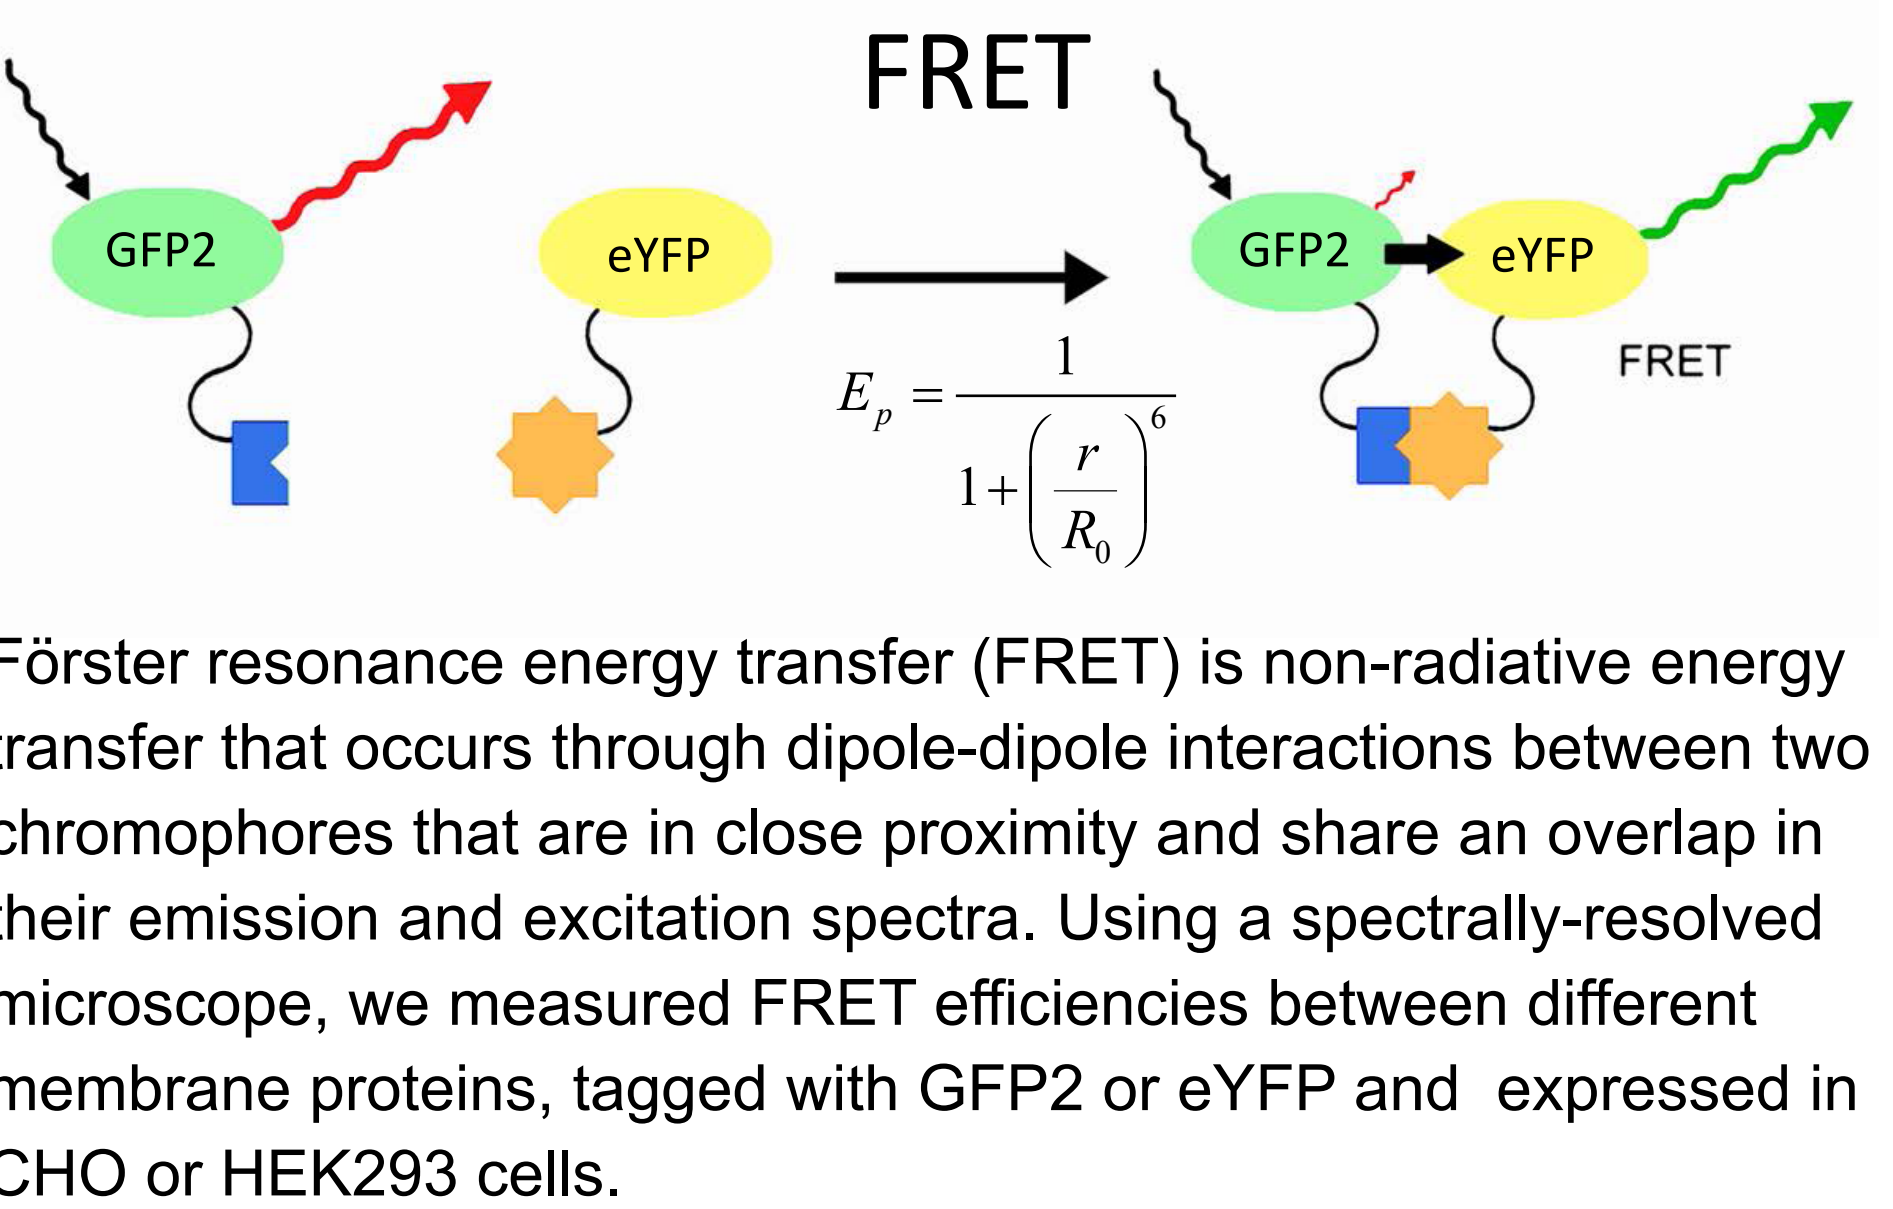 FRET
GFP2
eYFP
GFP2
eYFP
FRET
E_p = 1 / (1 + (r / R_0)^6)
Förster resonance energy transfer (FRET) is non-radiative energy
transfer that occurs through dipole-dipole interactions between two
chromophores that are in close proximity and share an overlap in
their emission and excitation spectra. Using a spectrally-resolved
microscope, we measured FRET efficiencies between different
membrane proteins, tagged with GFP2 or eYFP and  expressed in
CHO or HEK293 cells.